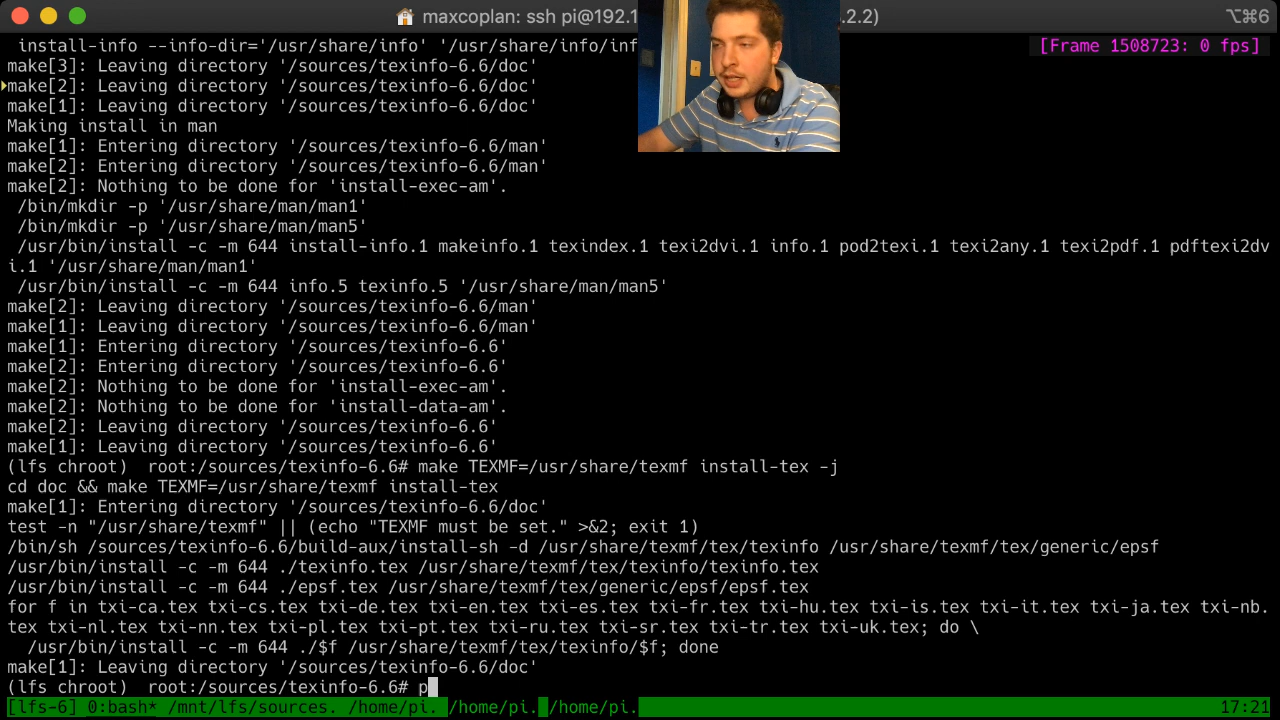 maxcoplan: ssh pi@192.1 .2.2) ⌥⌘6
install-info --info-dir='/usr/share/info' '/usr/share/info/inf [Frame 1508723: 0 fps]
make[3]: Leaving directory '/sources/texinfo-6.6/doc'
make[2]: Leaving directory '/sources/texinfo-6.6/doc'
make[1]: Leaving directory '/sources/texinfo-6.6/doc'
Making install in man
make[1]: Entering directory '/sources/texinfo-6.6/man'
make[2]: Entering directory '/sources/texinfo-6.6/man'
make[2]: Nothing to be done for 'install-exec-am'.
/bin/mkdir -p '/usr/share/man/man1'
/bin/mkdir -p '/usr/share/man/man5'
/usr/bin/install -c -m 644 install-info.1 makeinfo.1 texindex.1 texi2dvi.1 info.1 pod2texi.1 texi2any.1 texi2pdf.1 pdftexi2dv
i.1 '/usr/share/man/man1'
/usr/bin/install -c -m 644 info.5 texinfo.5 '/usr/share/man/man5'
make[2]: Leaving directory '/sources/texinfo-6.6/man'
make[1]: Leaving directory '/sources/texinfo-6.6/man'
make[1]: Entering directory '/sources/texinfo-6.6'
make[2]: Entering directory '/sources/texinfo-6.6'
make[2]: Nothing to be done for 'install-exec-am'.
make[2]: Nothing to be done for 'install-data-am'.
make[2]: Leaving directory '/sources/texinfo-6.6'
make[1]: Leaving directory '/sources/texinfo-6.6'
(lfs chroot)  root:/sources/texinfo-6.6# make TEXMF=/usr/share/texmf install-tex -j
cd doc && make TEXMF=/usr/share/texmf install-tex
make[1]: Entering directory '/sources/texinfo-6.6/doc'
test -n "/usr/share/texmf" || (echo "TEXMF must be set." >&2; exit 1)
/bin/sh /sources/texinfo-6.6/build-aux/install-sh -d /usr/share/texmf/tex/texinfo /usr/share/texmf/tex/generic/epsf
/usr/bin/install -c -m 644 ./texinfo.tex /usr/share/texmf/tex/texinfo/texinfo.tex
/usr/bin/install -c -m 644 ./epsf.tex /usr/share/texmf/tex/generic/epsf/epsf.tex
for f in txi-ca.tex txi-cs.tex txi-de.tex txi-en.tex txi-es.tex txi-fr.tex txi-hu.tex txi-is.tex txi-it.tex txi-ja.tex txi-nb.
tex txi-nl.tex txi-nn.tex txi-pl.tex txi-pt.tex txi-ru.tex txi-sr.tex txi-tr.tex txi-uk.tex; do \
/usr/bin/install -c -m 644 ./$f /usr/share/texmf/tex/texinfo/$f; done
make[1]: Leaving directory '/sources/texinfo-6.6/doc'
(lfs chroot)  root:/sources/texinfo-6.6# p
[lfs-6] 0:bash* /mnt/lfs/sources. /home/pi. /home/pi. /home/pi. 17:21